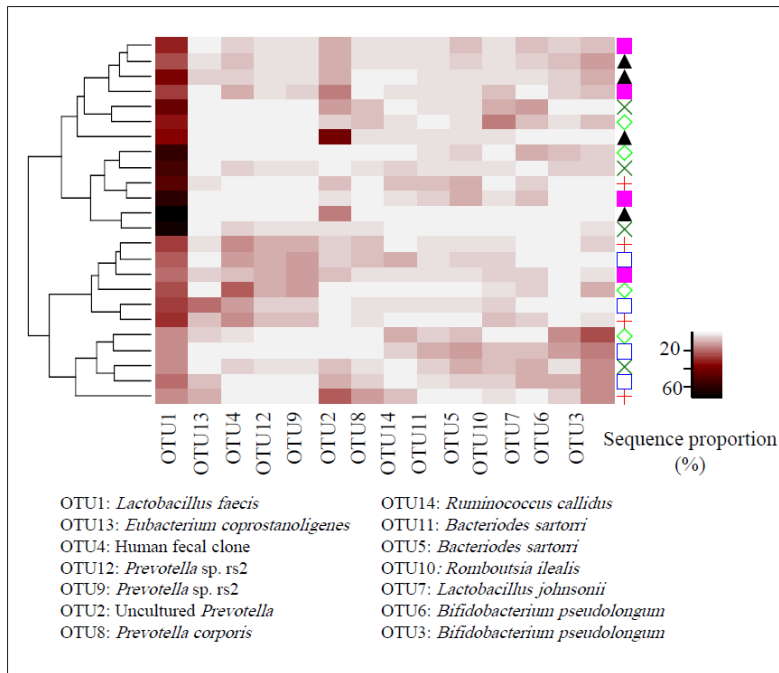 20
60
OTU1
OTU13
OTU4
OTU12
OTU9
OTU2
OTU8
OTU14
OTU11
OTU5
OTU10
OTU7
OTU6
OTU3
Sequence proportion
(%)
OTU1: Lactobacillus faecis
OTU13: Eubacterium coprostanoligenes
OTU4: Human fecal clone
OTU12: Prevotella sp. rs2
OTU9: Prevotella sp. rs2
OTU2: Uncultured Prevotella
OTU8: Prevotella corporis
OTU14: Ruminococcus callidus
OTU11: Bacteriodes sartorri
OTU5: Bacteriodes sartorri
OTU10: Romboutsia ilealis
OTU7: Lactobacillus johnsonii
OTU6: Bifidobacterium pseudolongum
OTU3: Bifidobacterium pseudolongum